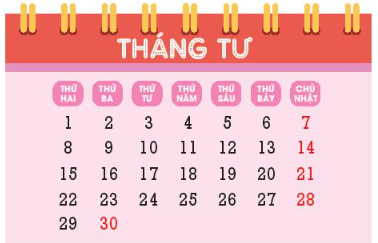 THÁNG TƯ
THỨ HAI THỨ BA THỨ TƯ THỨ NĂM THỨ SÁU THỨ BẢY CHỦ NHẬT
1 2 3 4 5 6 7
8 9 10 11 12 13 14
15 16 17 18 19 20 21
22 23 24 25 26 27 28
29 30